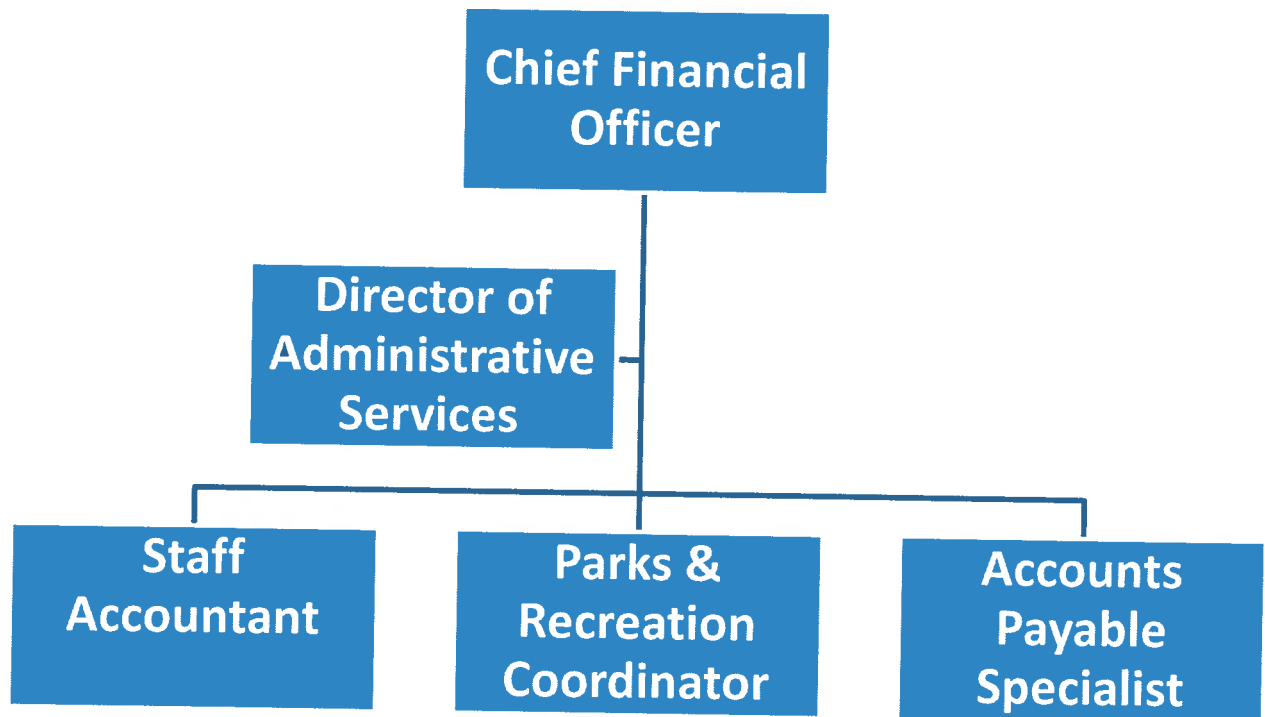 Chief Financial
Officer
Director of
Administrative
Services
Staff
Accountant
Parks &
Recreation
Coordinator
Accounts
Payable
Specialist